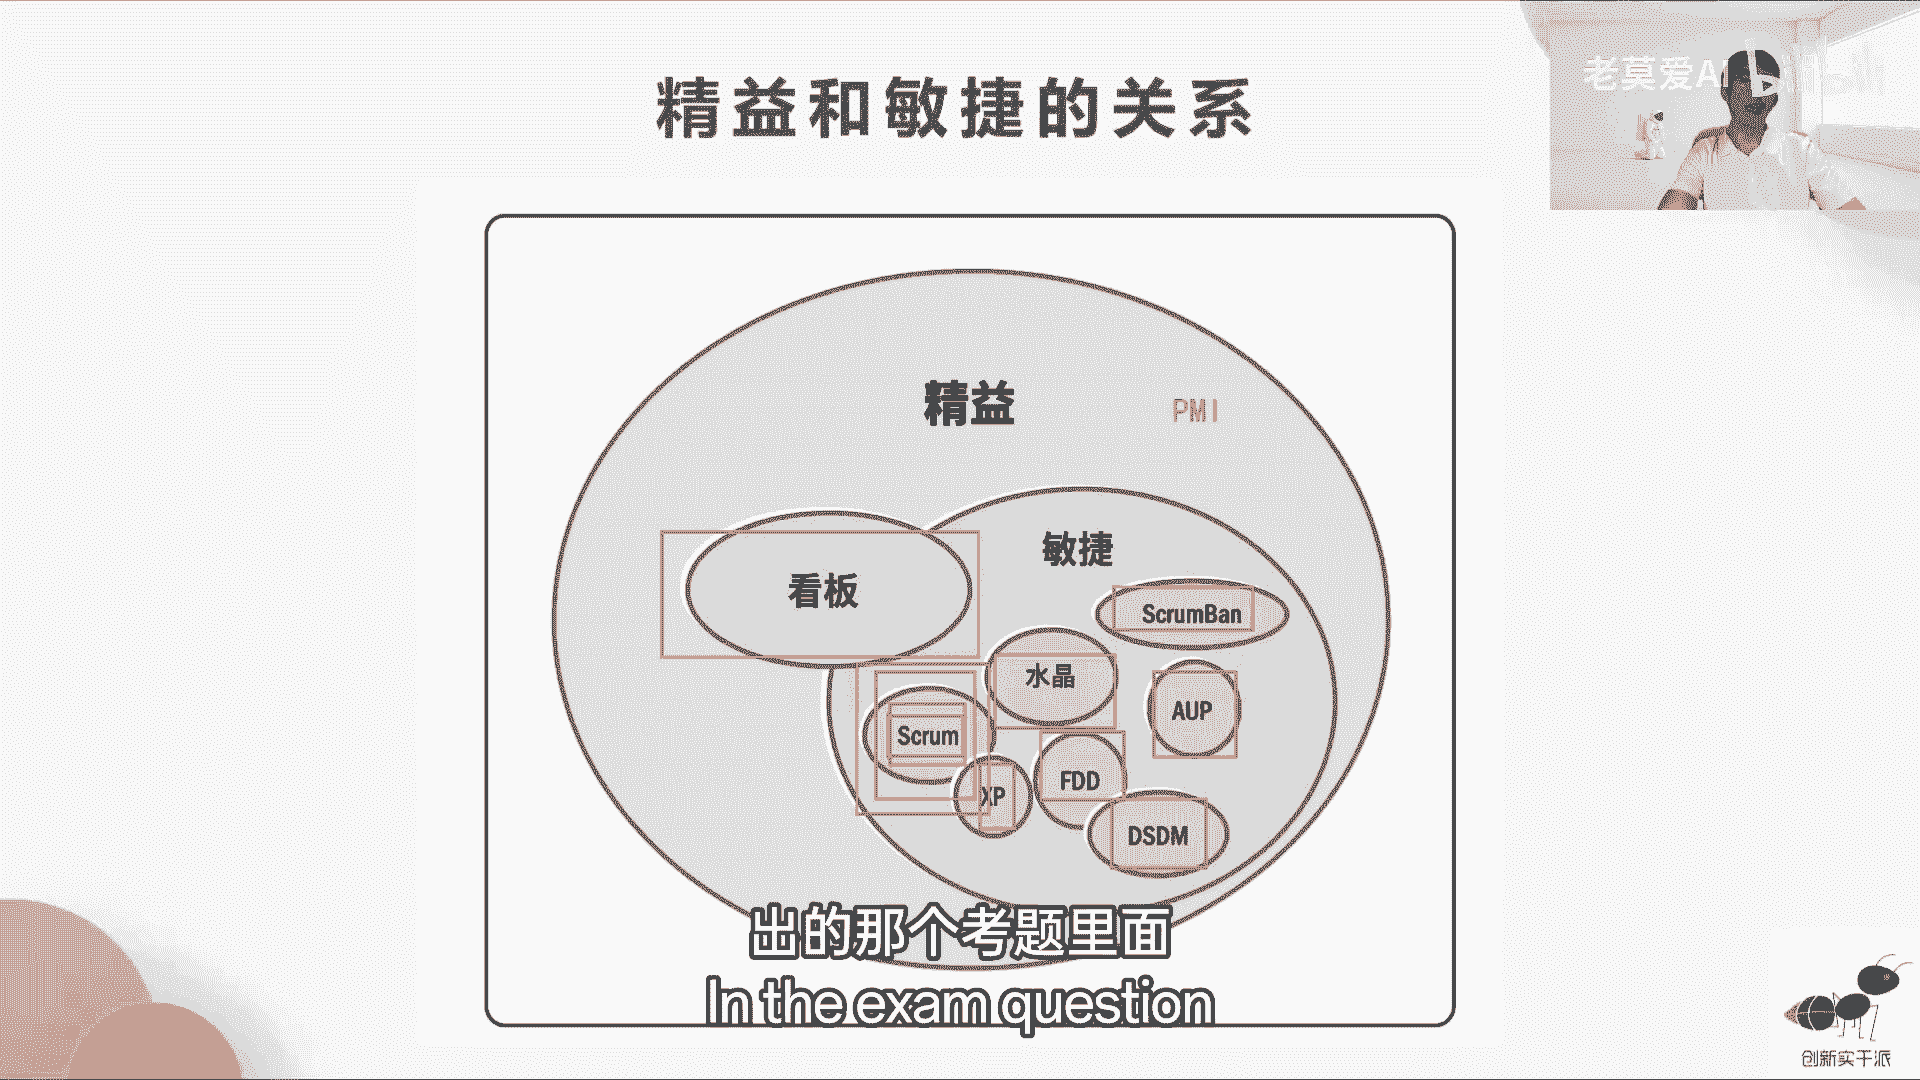 精益和敏捷的关系
老莫爱AI bilibili
精益
PMI
敏捷
看板
ScrumBan
水晶
AUP
Scrum
FDD
XP
DSDM
出的那个考题里面
In the exam question
创新实干派